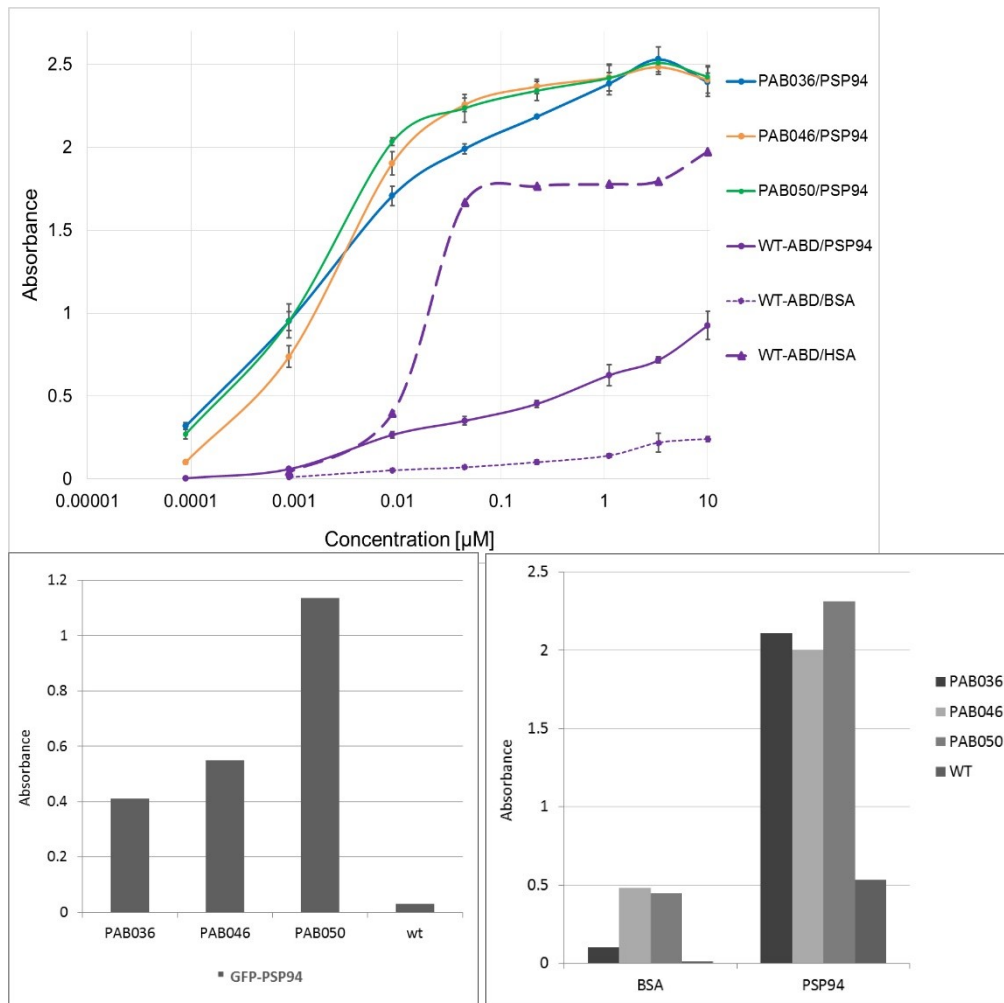 2.5
2
1.5
1
0.5
0
Absorbance
0.00001 0.0001 0.001 0.01 0.1 1 10
Concentration [µM]
PAB036/PSP94
PAB046/PSP94
PAB050/PSP94
WT-ABD/PSP94
WT-ABD/BSA
WT-ABD/HSA
1.2
1
0.8
0.6
0.4
0.2
0
Absorbance
PAB036 PAB046 PAB050 wt
GFP-PSP94
2.5
2
1.5
1
0.5
0
Absorbance
BSA PSP94
PAB036
PAB046
PAB050
WT